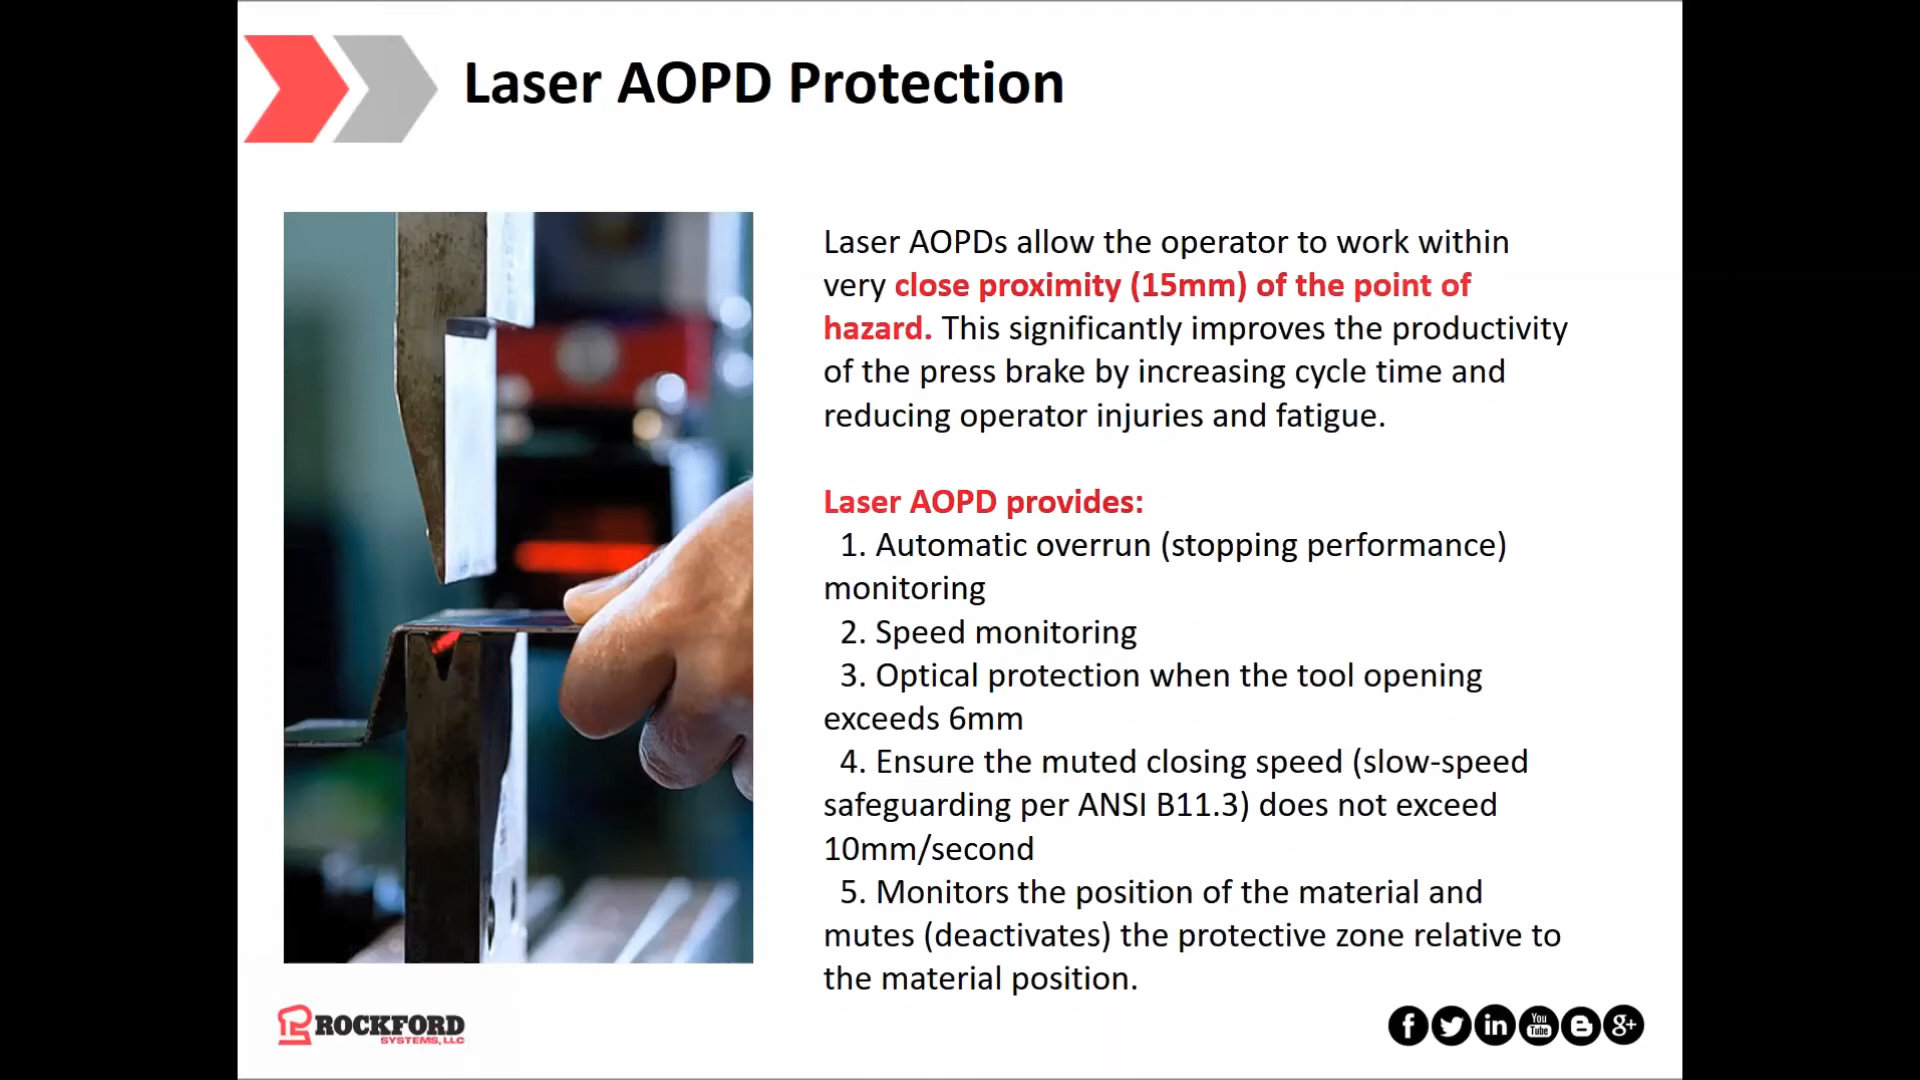 Laser AOPD Protection
Laser AOPDs allow the operator to work within
very close proximity (15mm) of the point of
hazard. This significantly improves the productivity
of the press brake by increasing cycle time and
reducing operator injuries and fatigue.
Laser AOPD provides:
1. Automatic overrun (stopping performance)
monitoring
2. Speed monitoring
3. Optical protection when the tool opening
exceeds 6mm
4. Ensure the muted closing speed (slow-speed
safeguarding per ANSI B11.3) does not exceed
10mm/second
5. Monitors the position of the material and
mutes (deactivates) the protective zone relative to
the material position.
ROCKFORD
SYSTEMS, LLC
f in You Tube B g+